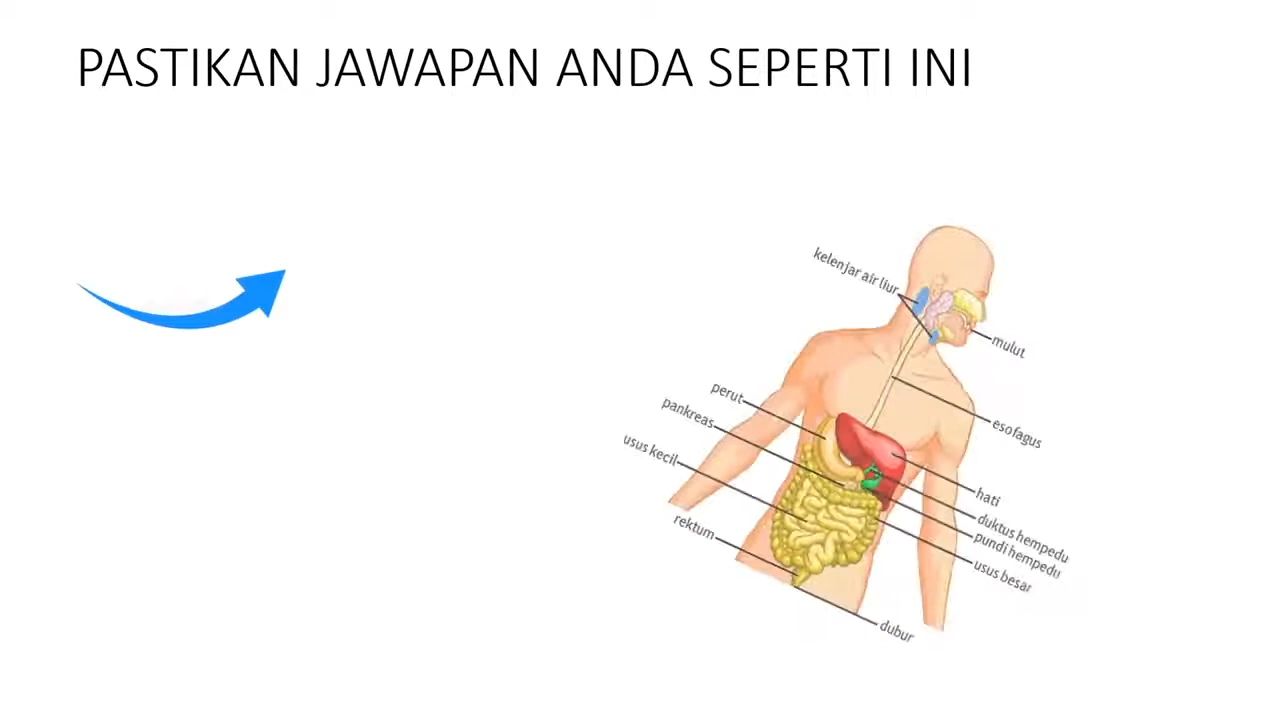 PASTIKAN JAWAPAN ANDA SEPERTI INI
kelenjar air liur
mulut
perut
pankreas
esofagus
usus kecil
hati
rektum
duktus hempedu
pundi hempedu
usus besar
dubur